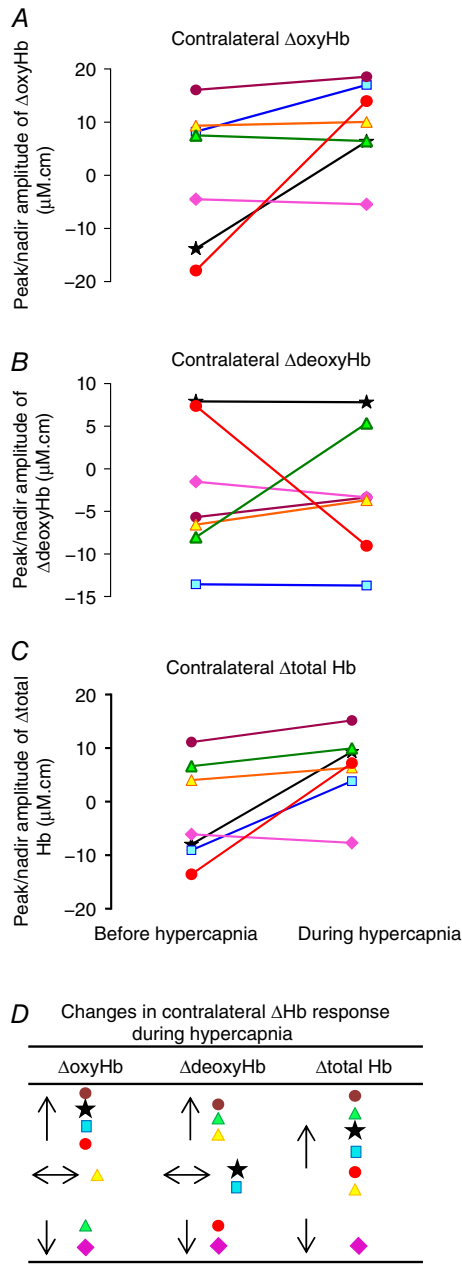 A
Contralateral ΔoxyHb
Peak/nadir amplitude of ΔoxyHb
(μM.cm)
20
10
0
−10
−20
B
Contralateral ΔdeoxyHb
Peak/nadir amplitude of
ΔdeoxyHb (μM.cm)
10
5
0
−5
−10
−15
C
Contralateral Δtotal Hb
Peak/nadir amplitude of Δtotal
Hb (μM.cm)
20
10
0
−10
−20
Before hypercapnia During hypercapnia
D
Changes in contralateral ΔHb response
during hypercapnia
ΔoxyHb ΔdeoxyHb Δtotal Hb